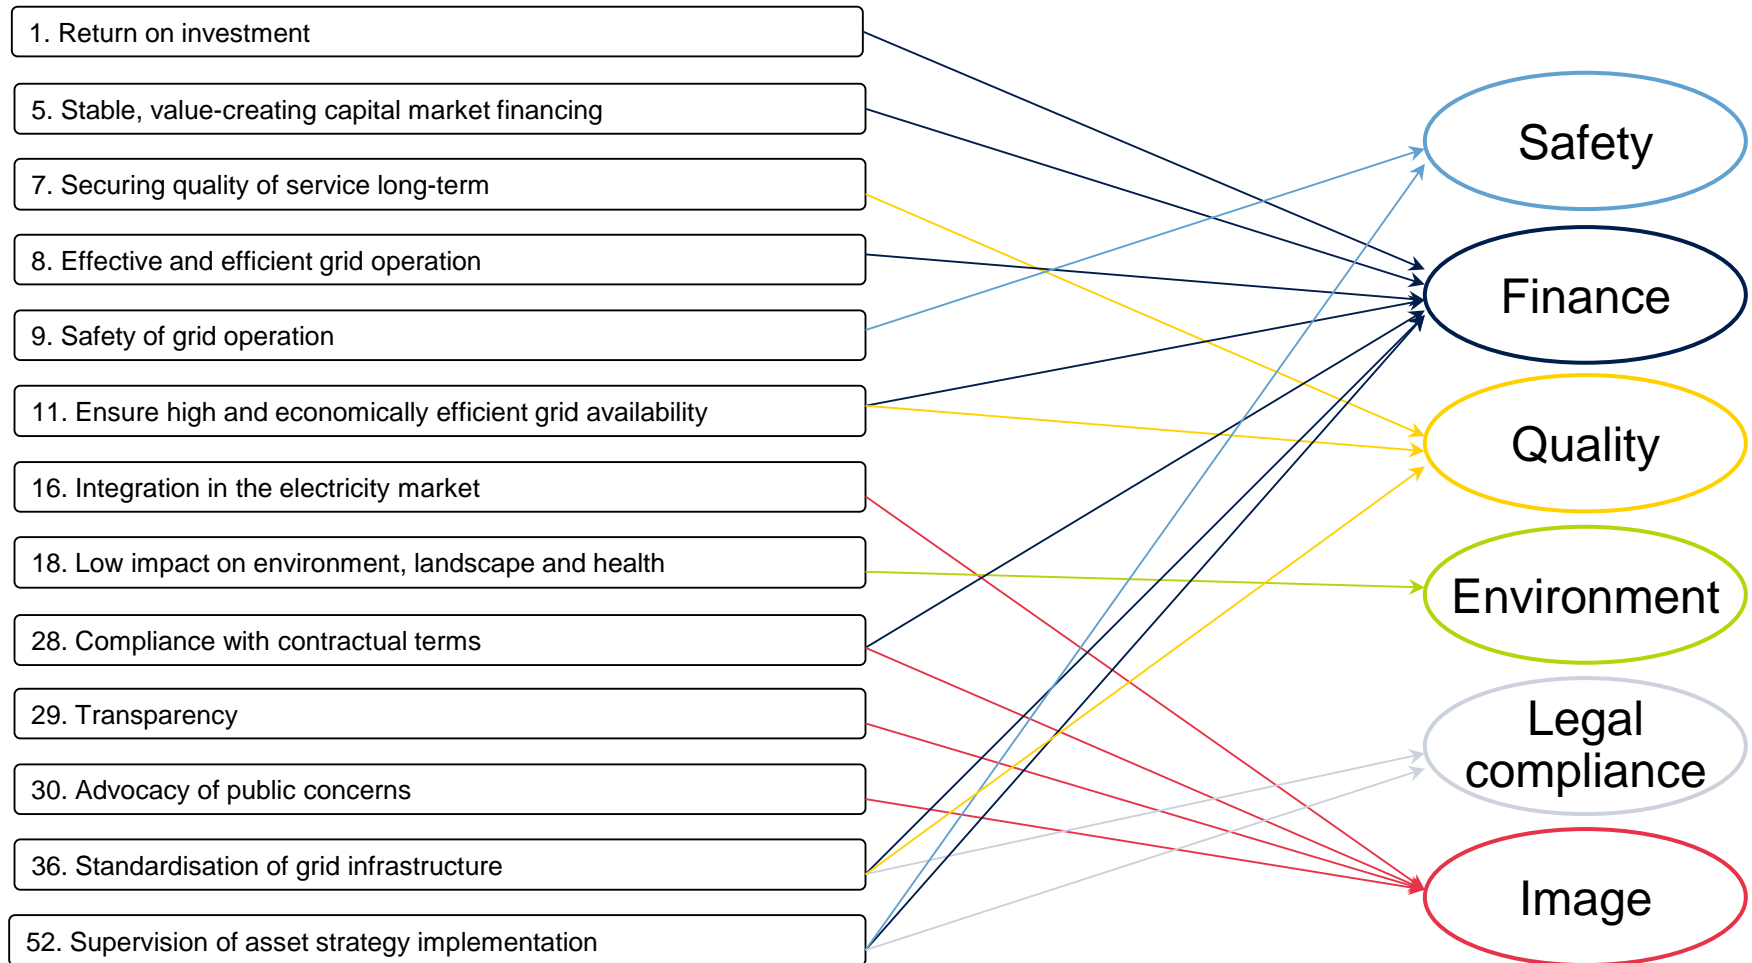 1. Return on investment
5. Stable, value-creating capital market financing
7. Securing quality of service long-term
8. Effective and efficient grid operation
9. Safety of grid operation
11. Ensure high and economically efficient grid availability
16. Integration in the electricity market
18. Low impact on environment, landscape and health
28. Compliance with contractual terms
29. Transparency
30. Advocacy of public concerns
36. Standardisation of grid infrastructure
52. Supervision of asset strategy implementation
Safety
Finance
Quality
Environment
Legal
compliance
Image